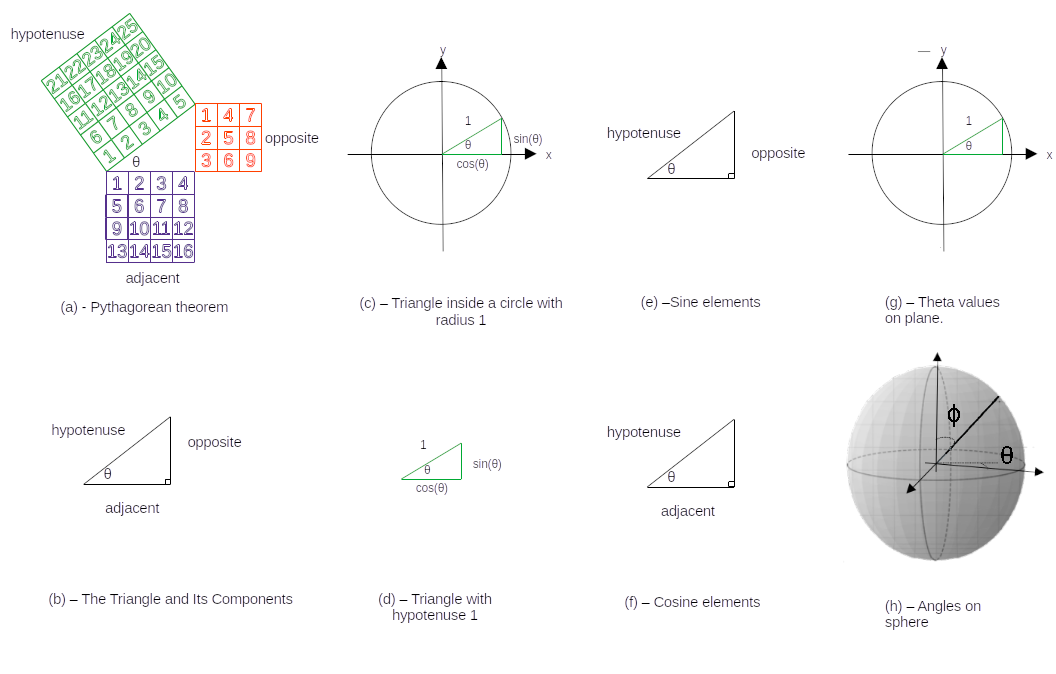 hypotenuse
21 22 23 24 25
16 17 18 19 20
11 12 13 14 15
6 7 8 9 10
1 2 3 4 5
θ
1 4 7
2 5 8
3 6 9
opposite
1 2 3 4
5 6 7 8
9 10 11 12
13 14 15 16
adjacent
(a) - Pythagorean theorem
y
1
θ
sin(θ)
cos(θ)
x
(c) – Triangle inside a circle with
radius 1
hypotenuse
θ
opposite
(e) –Sine elements
y
1
θ
x
(g) – Theta values
on plane.
hypotenuse
θ
opposite
adjacent
(b) – The Triangle and Its Components
1
θ
sin(θ)
cos(θ)
(d) – Triangle with
hypotenuse 1
hypotenuse
θ
adjacent
(f) – Cosine elements
ϕ
θ
(h) – Angles on
sphere